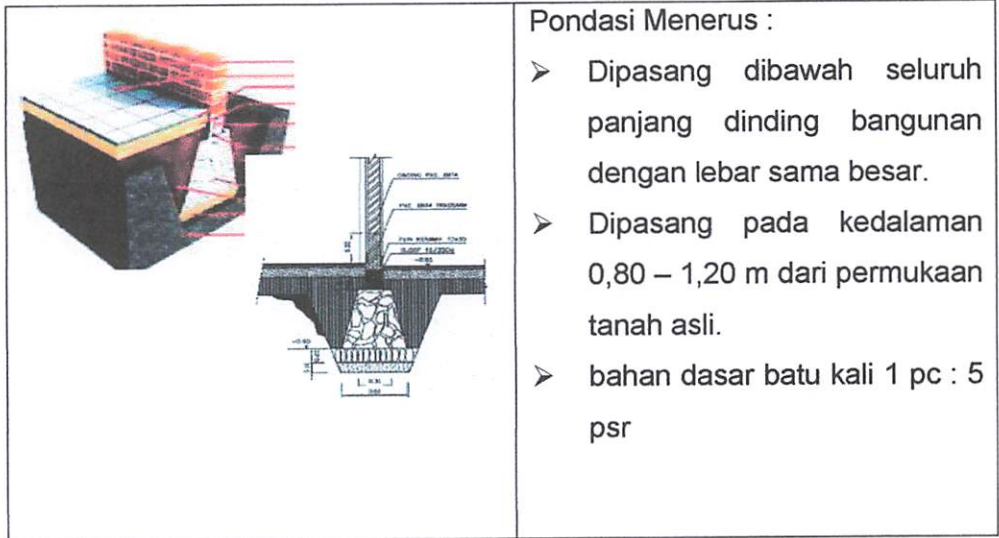 Pondasi Menerus :
➢ Dipasang dibawah seluruh
panjang dinding bangunan
dengan lebar sama besar.
➢ Dipasang pada kedalaman
0,80 – 1,20 m dari permukaan
tanah asli.
➢ bahan dasar batu kali 1 pc : 5
psr